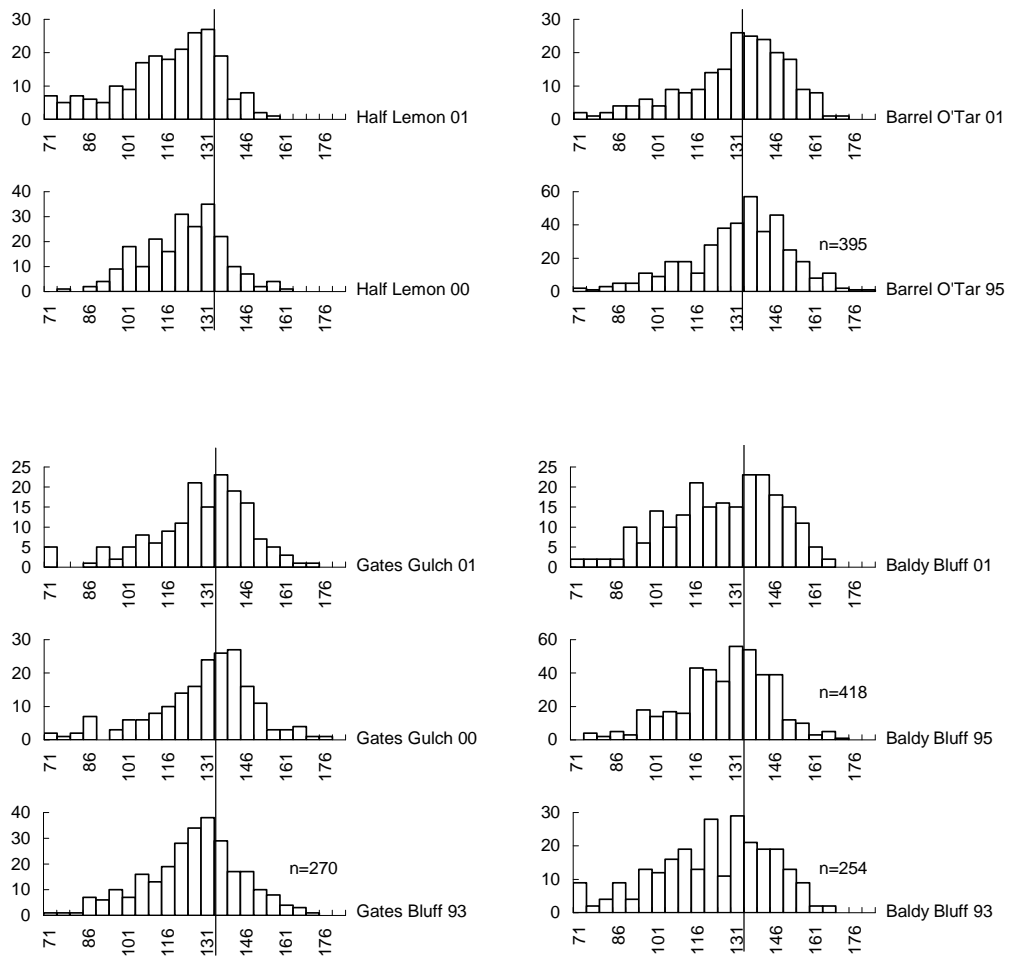 30
20
10
0
71 86 101 116 131 146 161 176
Half Lemon 01
30
20
10
0
71 86 101 116 131 146 161 176
Barrel O'Tar 01
40
30
20
10
0
71 86 101 116 131 146 161 176
Half Lemon 00
60
40
20
0
71 86 101 116 131 146 161 176
n=395
Barrel O'Tar 95
25
20
15
10
5
0
71 86 101 116 131 146 161 176
Gates Gulch 01
25
20
15
10
5
0
71 86 101 116 131 146 161 176
Baldy Bluff 01
30
20
10
0
71 86 101 116 131 146 161 176
Gates Gulch 00
60
40
20
0
71 86 101 116 131 146 161 176
n=418
Baldy Bluff 95
40
30
20
10
0
71 86 101 116 131 146 161 176
n=270
Gates Bluff 93
30
20
10
0
71 86 101 116 131 146 161 176
n=254
Baldy Bluff 93